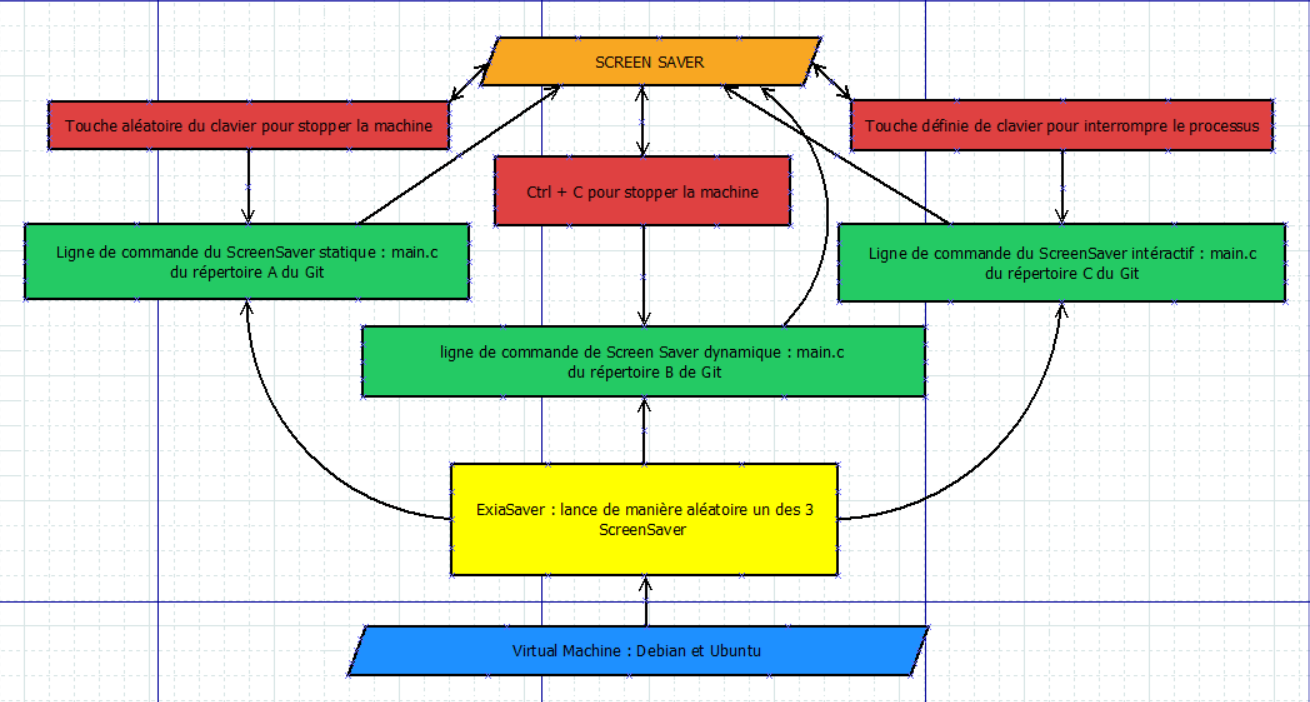 SCREEN SAVER
Touche aléatoire du clavier pour stopper la machine
Touche définie de clavier pour interrompre le processus
Ctrl + C pour stopper la machine
Ligne de commande du ScreenSaver statique : main.c
du répertoire A du Git
Ligne de commande du ScreenSaver intéractif : main.c
du répertoire C du Git
ligne de commande de Screen Saver dynamique : main.c
du répertoire B de Git
ExiaSaver : lance de manière aléatoire un des 3
ScreenSaver
Virtual Machine : Debian et Ubuntu